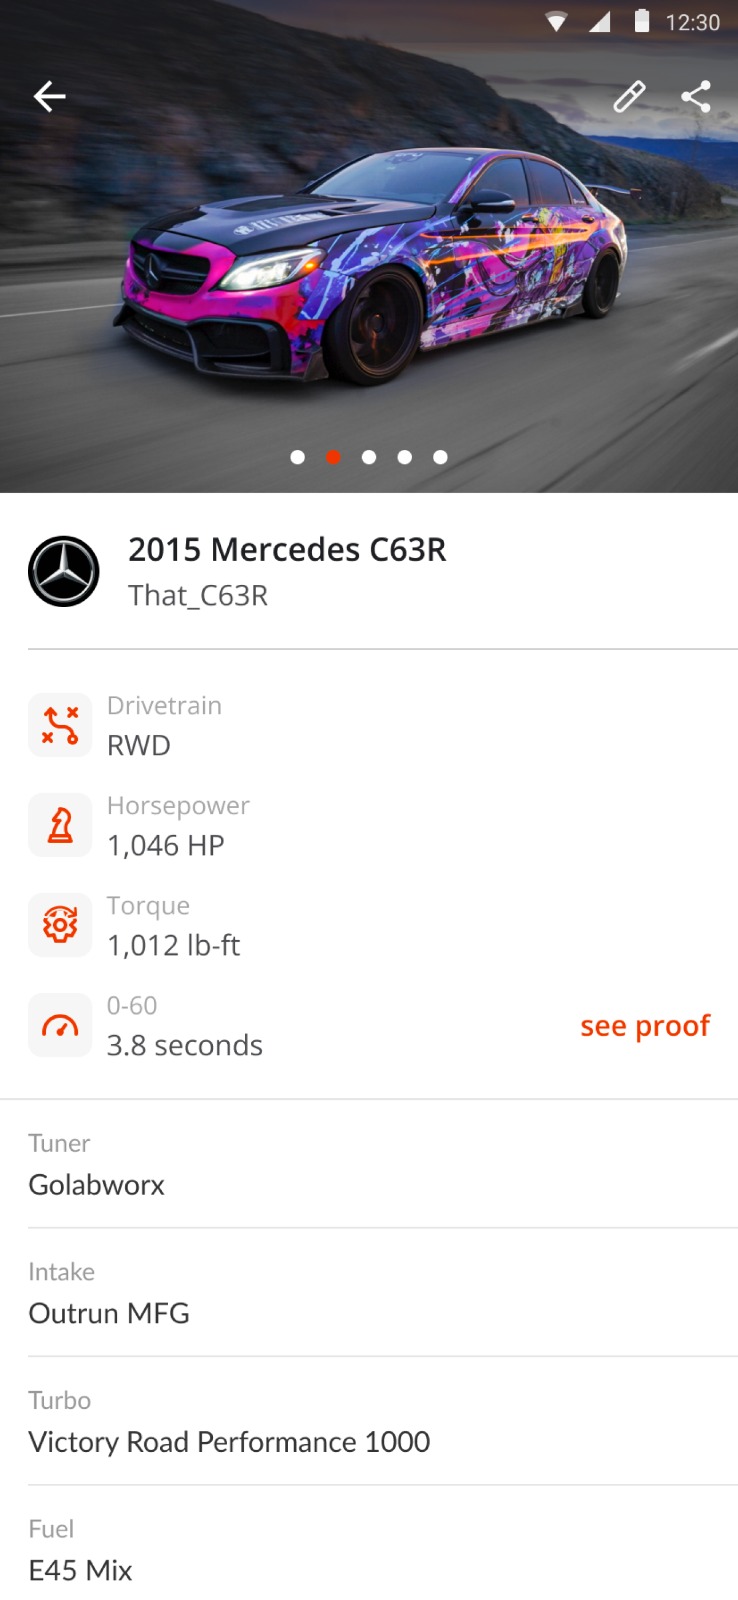 12:30
2015 Mercedes C63R
That_C63R
Drivetrain
RWD
Horsepower
1,046 HP
Torque
1,012 lb-ft
0-60
3.8 seconds
see proof
Tuner
Golabworx
Intake
Outrun MFG
Turbo
Victory Road Performance 1000
Fuel
E45 Mix